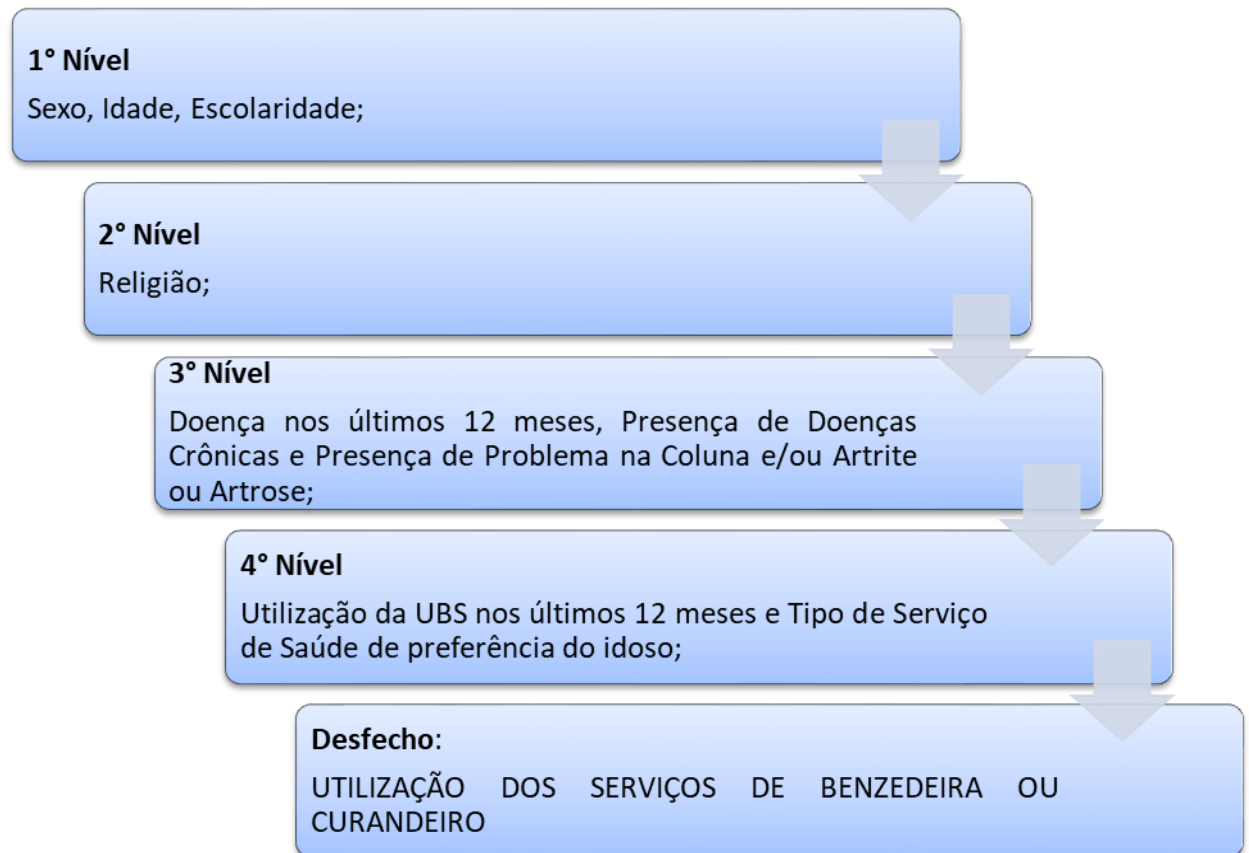 1° Nível
Sexo, Idade, Escolaridade;
2° Nível
Religião;
3° Nível
Doença nos últimos 12 meses, Presença de Doenças
Crônicas e Presença de Problema na Coluna e/ou Artrite
ou Artrose;
4° Nível
Utilização da UBS nos últimos 12 meses e Tipo de Serviço
de Saúde de preferência do idoso;
Desfecho:
UTILIZAÇÃO DOS SERVIÇOS DE BENZEDEIRA OU
CURANDEIRO